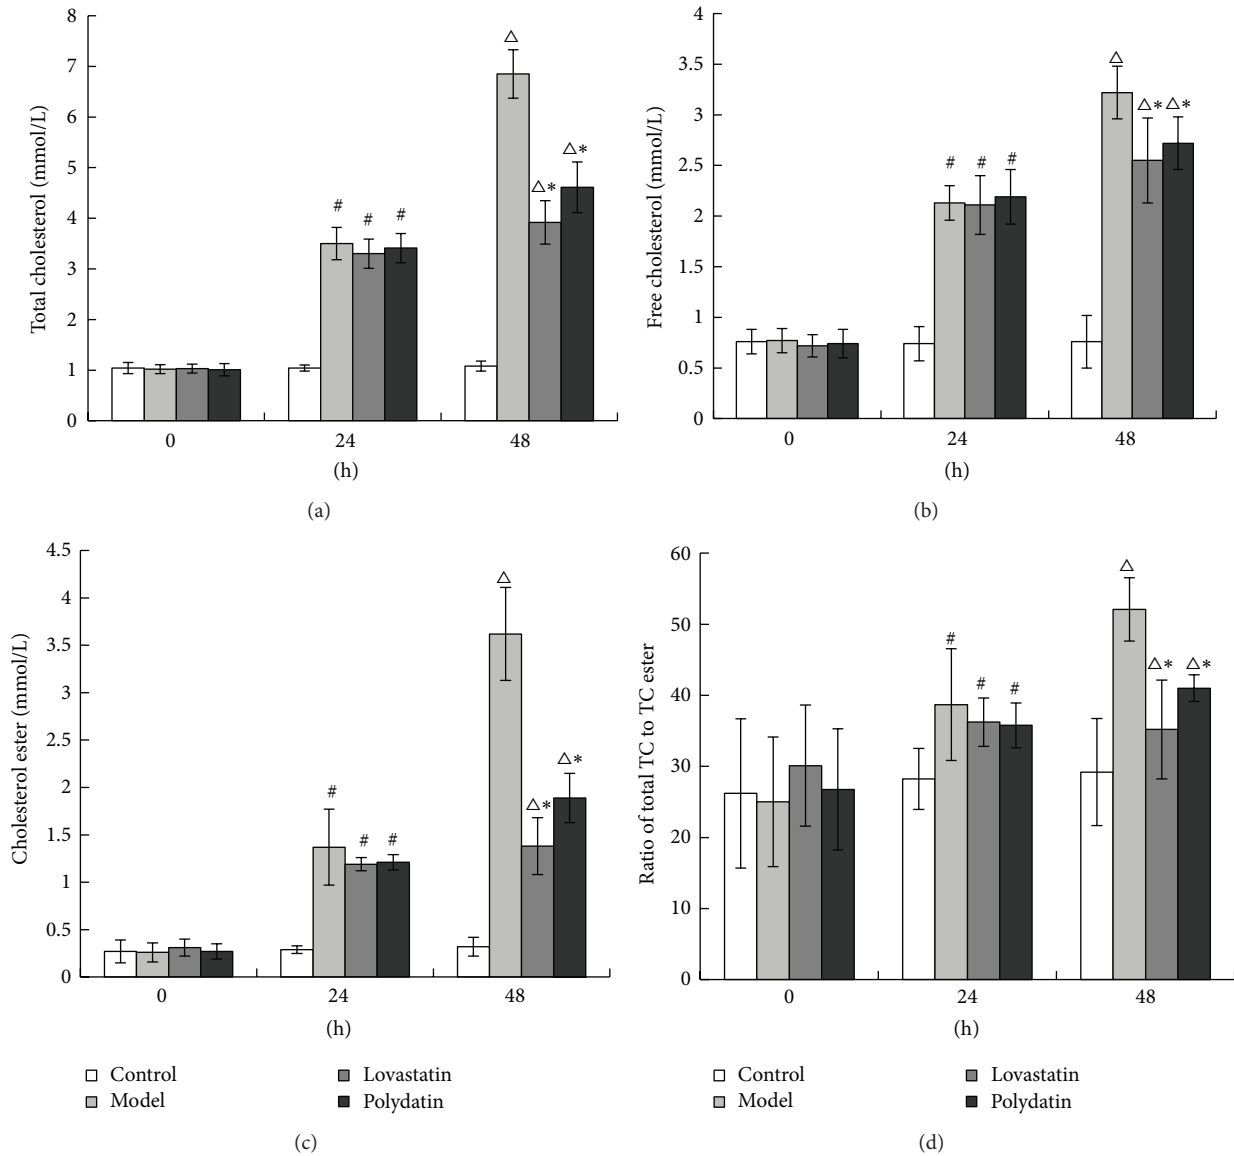 8
7
6
5
4
3
2
1
0
Total cholesterol (mmol/L)
△
△*
△*
# # #
0 24 48
(h)
(a)
4
3.5
3
2.5
2
1.5
1
0.5
0
Free cholesterol (mmol/L)
△
△* △*
# # #
0 24 48
(h)
(b)
4.5
4
3.5
3
2.5
2
1.5
1
0.5
0
Cholesterol ester (mmol/L)
△
△*
△*
#
# #
0 24 48
(h)
Control
Model
Lovastatin
Polydatin
(c)
60
50
40
30
20
10
0
Ratio of total TC to TC ester
△
△* △*
#
# #
0 24 48
(h)
Control
Model
Lovastatin
Polydatin
(d)